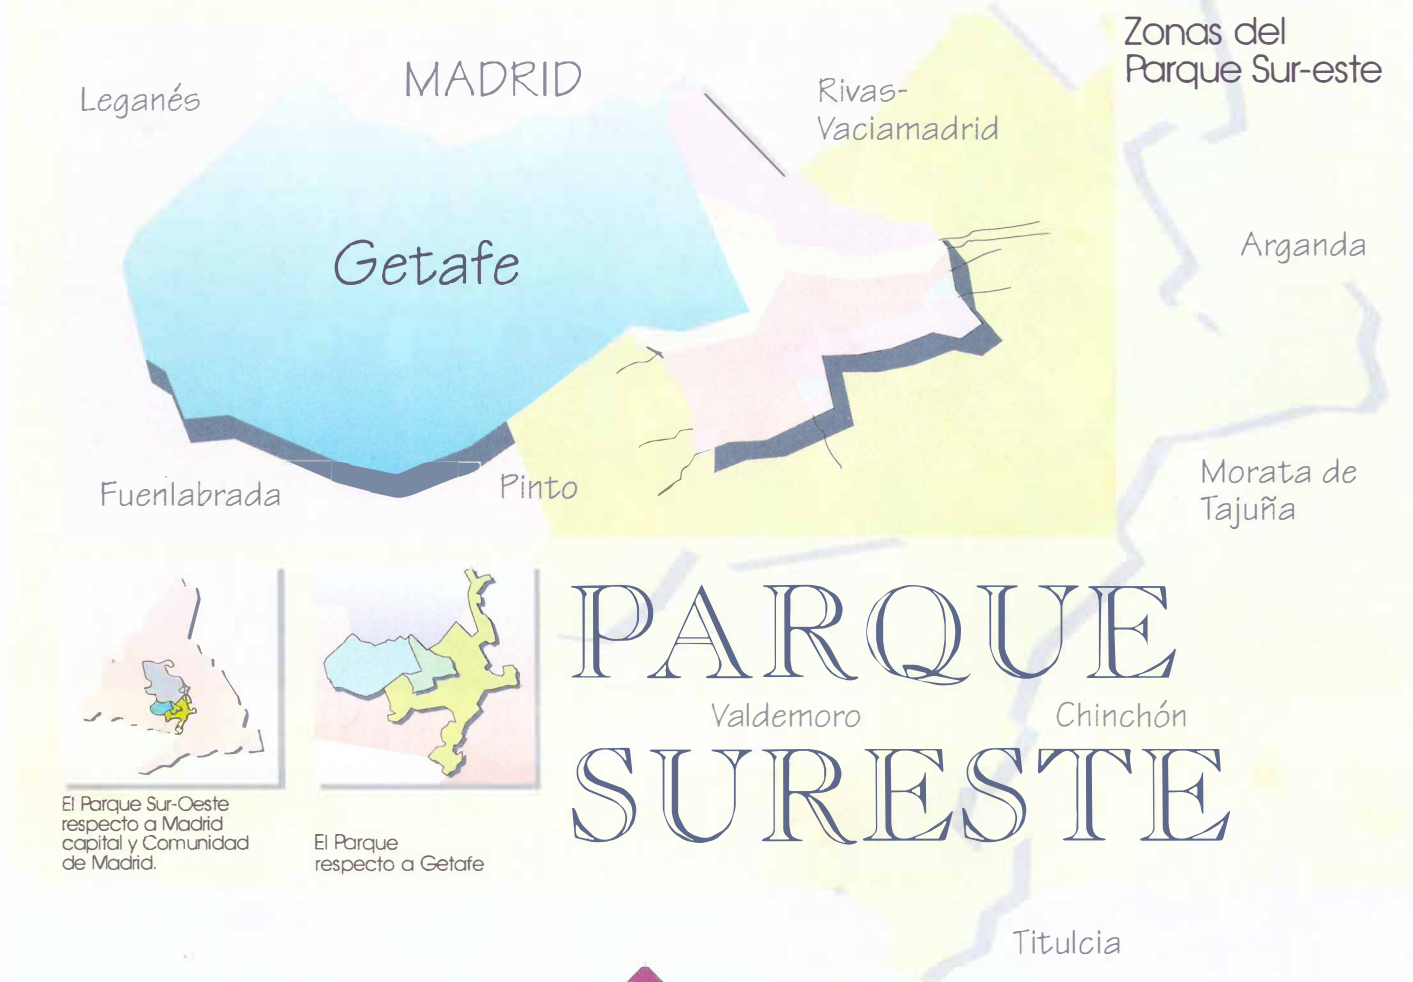 Zonas del
Parque Sur-este
MADRID
Leganés
Rivas-
Vaciamadrid
Getafe
Arganda
Fuenlabrada
Pinto
Morata de
Tajuña
PARQUE
Valdemoro
Chinchón
SURESTE
El Parque Sur-Oeste
respecto a Madrid
capital y Comunidad
de Madrid.
El Parque
respecto a Getafe
Titulcia